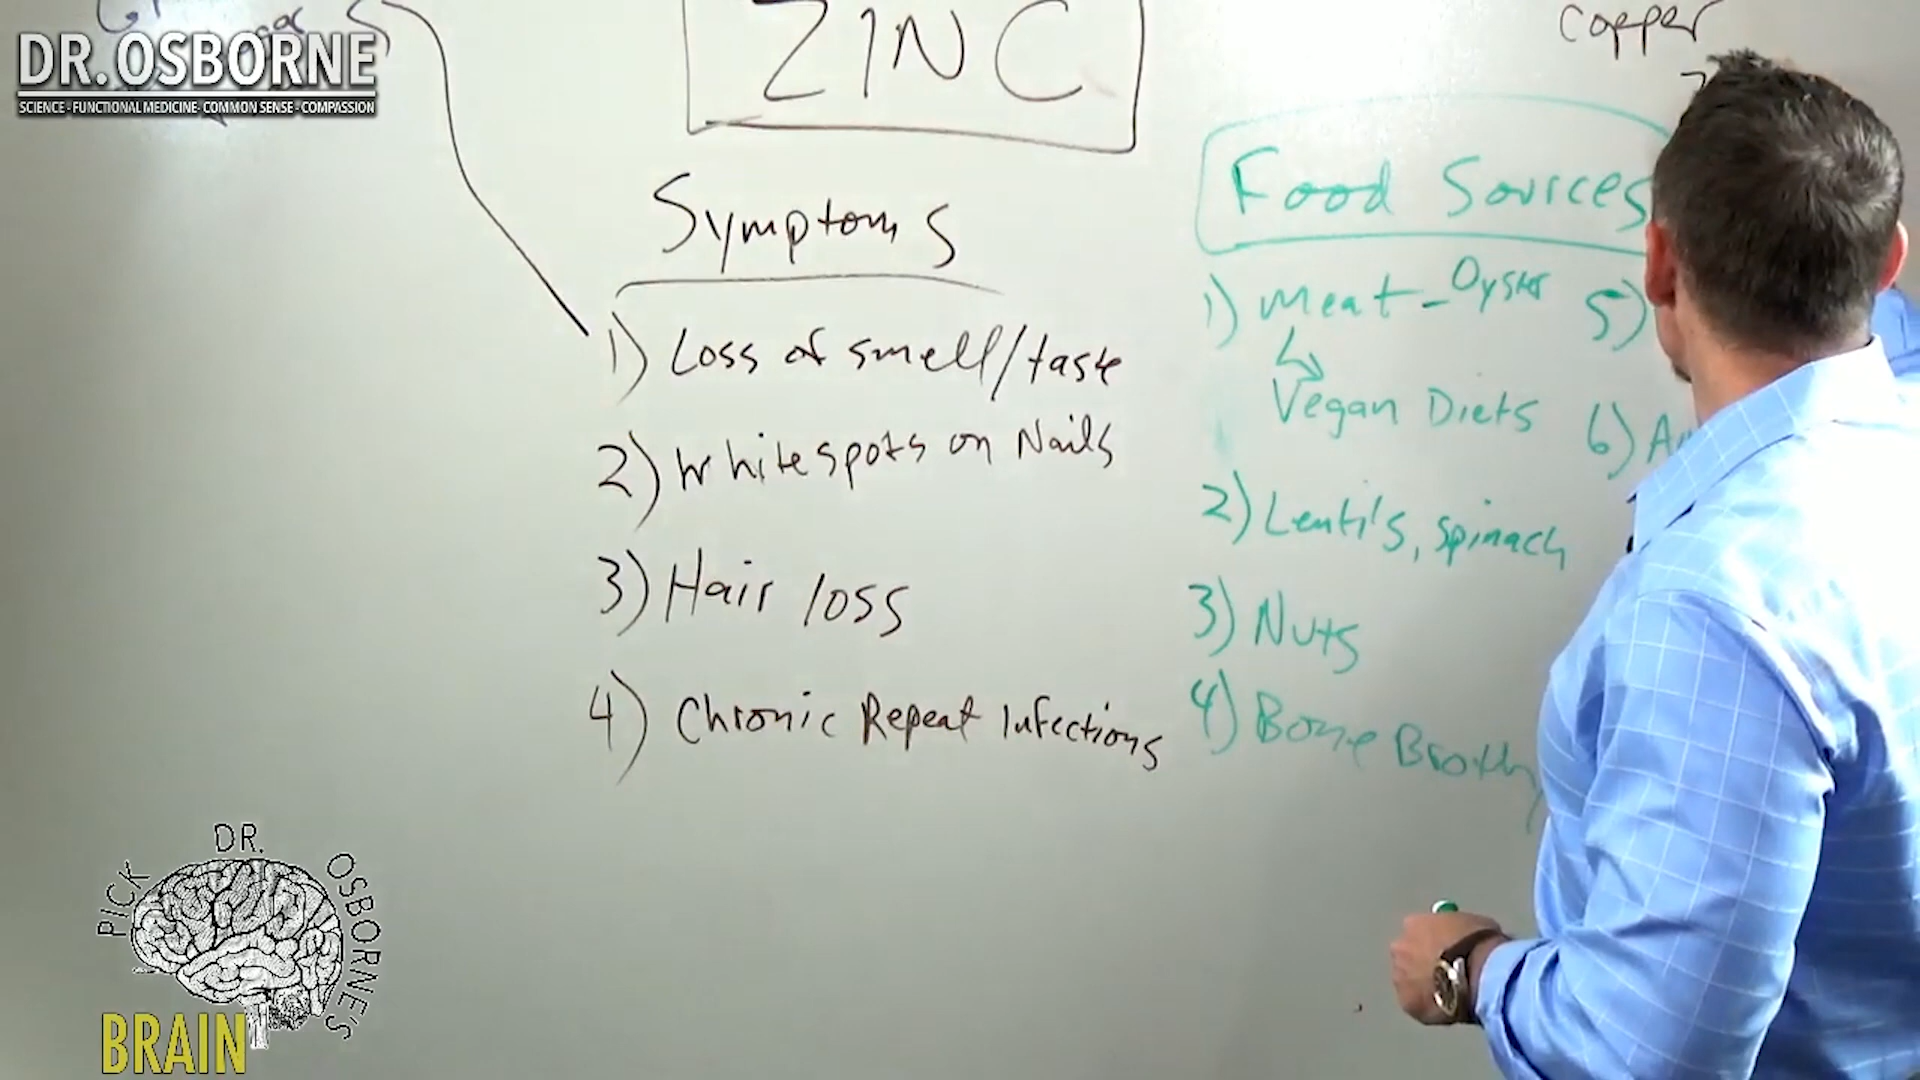 DR. OSBORNE
SCIENCE - FUNCTIONAL MEDICINE - COMMON SENSE - COMPASSION
ZINC
copper
Symptoms
1) Loss of smell/taste
2) White spots on Nails
3) Hair loss
4) Chronic Repeat Infections
Food Sources
1) Meat - Oyster
Vegan Diets
2) Lentils, spinach
3) Nuts
4) Bone Broth
5)
6)
PICK DR. OSBORNE'S
BRAIN